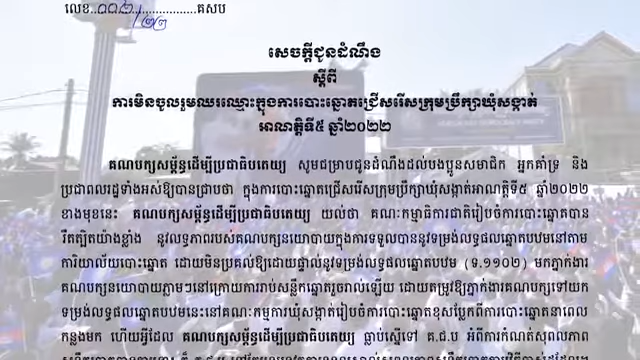 លេខ..០០៥/២២..................គសប
សេចក្តីជូនដំណឹង
ស្តីពី
ការមិនចូលរួមឈរឈ្មោះក្នុងការបោះឆ្នោតជ្រើសរើសក្រុមប្រឹក្សាឃុំសង្កាត់
អាណត្តិទី៥ ឆ្នាំ២០២២
គណបក្សសម្ព័ន្ធដើម្បីប្រជាធិបតេយ្យ សូមជម្រាបជូនដំណឹងដល់បងប្អូនសមាជិក អ្នកគាំទ្រ និង
ប្រជាពលរដ្ឋទាំងអស់ឱ្យបានជ្រាបថា ក្នុងការបោះឆ្នោតជ្រើសរើសក្រុមប្រឹក្សាឃុំសង្កាត់អាណត្តិទី៥ ឆ្នាំ២០២២
ខាងមុខនេះ គណបក្សសម្ព័ន្ធដើម្បីប្រជាធិបតេយ្យ យល់ថា គណៈកម្មាធិការជាតិរៀបចំការបោះឆ្នោតបាន
រឹតត្បិតយ៉ាងខ្លាំង នូវលទ្ធភាពរបស់គណបក្សនយោបាយក្នុងការទទួលបាននូវទម្រង់លទ្ធផលឆ្នោតបឋមនៅតាម
ការិយាល័យបោះឆ្នោត ដោយមិនប្រគល់ឱ្យដោយផ្ទាល់នូវទម្រង់លទ្ធផលឆ្នោតបឋម (ទ.១១០២) មកភ្នាក់ងារ
គណបក្សនយោបាយភ្លាមៗនៅក្រោយការរាប់សន្លឹកឆ្នោតរួចរាល់ឡើយ ដោយតម្រូវឱ្យភ្នាក់ងារគណបក្សទៅយក
ទម្រង់លទ្ធផលឆ្នោតបឋមនេះនៅគណៈកម្មការឃុំសង្កាត់រៀបចំការបោះឆ្នោតខុសប្លែកពីការបោះឆ្នោតនាពេល
កន្លងមក ហើយអ្វីដែល គណបក្សសម្ព័ន្ធដើម្បីប្រជាធិបតេយ្យ ធ្លាប់ស្នើទៅ គ.ជ.ប អំពីការកំណត់សុពលភាព